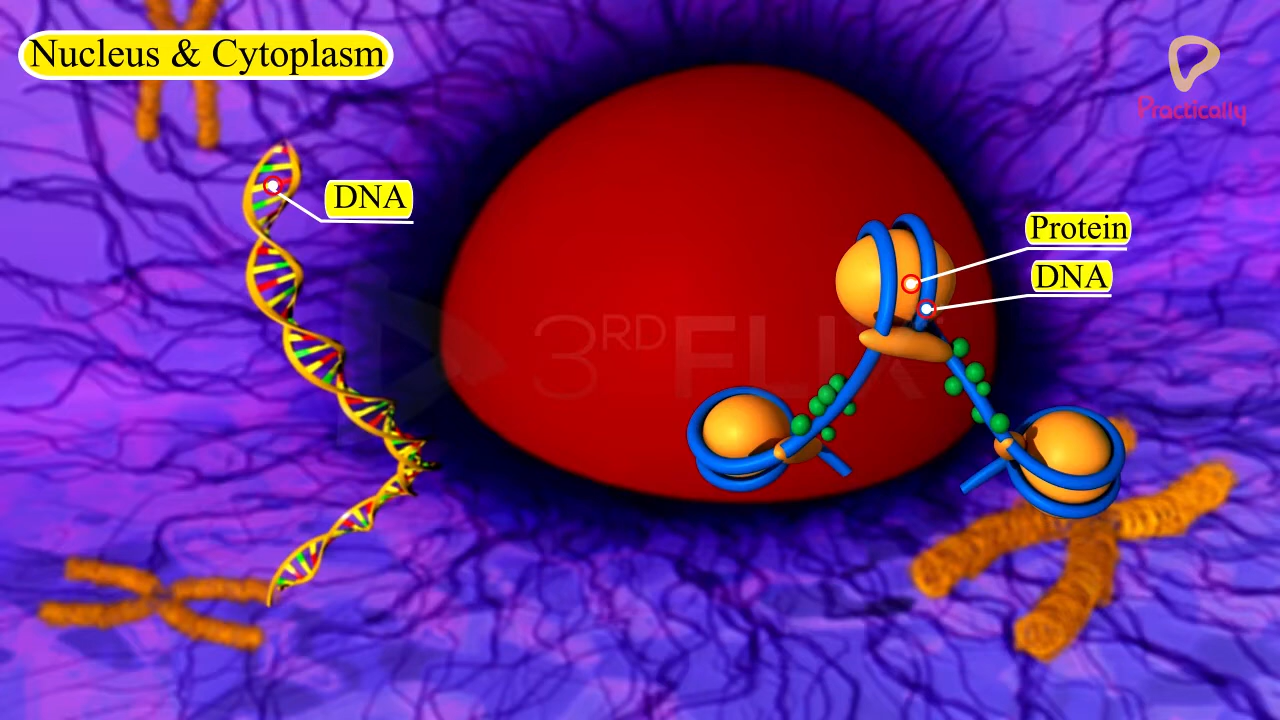 Nucleus & Cytoplasm
Practically
DNA
Protein
DNA
3RD FLIX